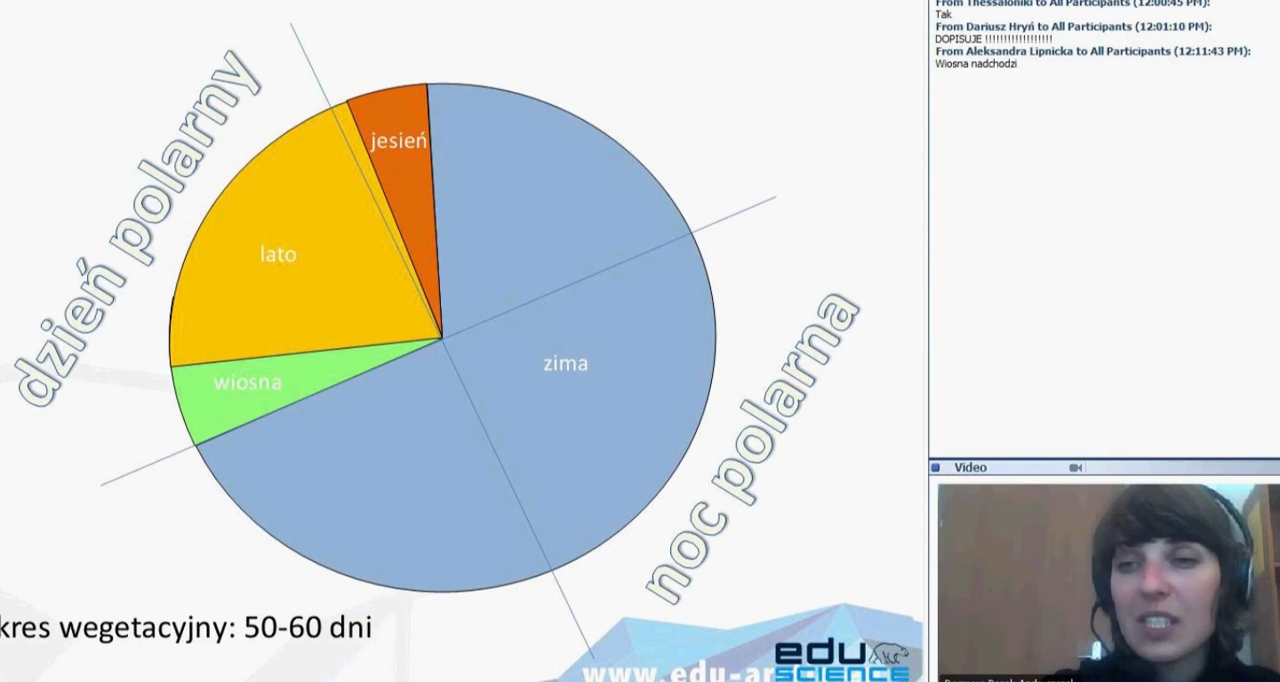 dzień polarny
jesień
lato
wiosna
zima
noc polarna
kres wegetacyjny: 50-60 dni
www.edu-ar
edu
SCIENCE
From Thessaloniki to All Participants (12:00:45 PM):
Tak
From Dariusz Hryń to All Participants (12:01:10 PM):
DOPISUJE !!!!!!!!!!!!!!!!!!
From Aleksandra Lipnicka to All Participants (12:11:43 PM):
Wiosna nadchodzi
Video